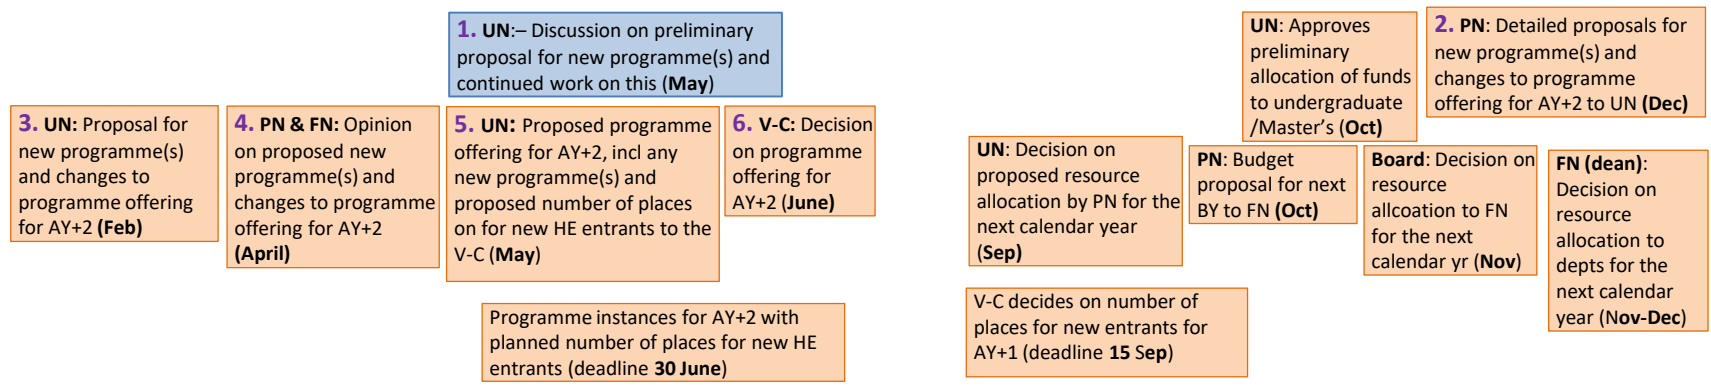 1. UN:– Discussion on preliminary
proposal for new programme(s) and
continued work on this (May)
3. UN: Proposal for
new programme(s)
and changes to
programme offering
for AY+2 (Feb)
4. PN & FN: Opinion
on proposed new
programme(s) and
changes to programme
offering for AY+2
(April)
5. UN: Proposed programme
offering for AY+2, incl any
new programme(s) and
proposed number of places
on for new HE entrants to the
V-C (May)
6. V-C: Decision
on programme
offering for
AY+2 (June)
Programme instances for AY+2 with
planned number of places for new HE
entrants (deadline 30 June)
UN: Approves
preliminary
allocation of funds
to undergraduate
/Master’s (Oct)
2. PN: Detailed proposals for
new programme(s) and
changes to programme
offering for AY+2 to UN (Dec)
UN: Decision on
proposed resource
allocation by PN for the
next calendar year
(Sep)
PN: Budget
proposal for next
BY to FN (Oct)
Board: Decision on
resource
allcoation to FN
for the next
calendar yr (Nov)
FN (dean):
Decision on
resource
allocation to
depts for the
next calendar
year (Nov-Dec)
V-C decides on number of
places for new entrants for
AY+1 (deadline 15 Sep)